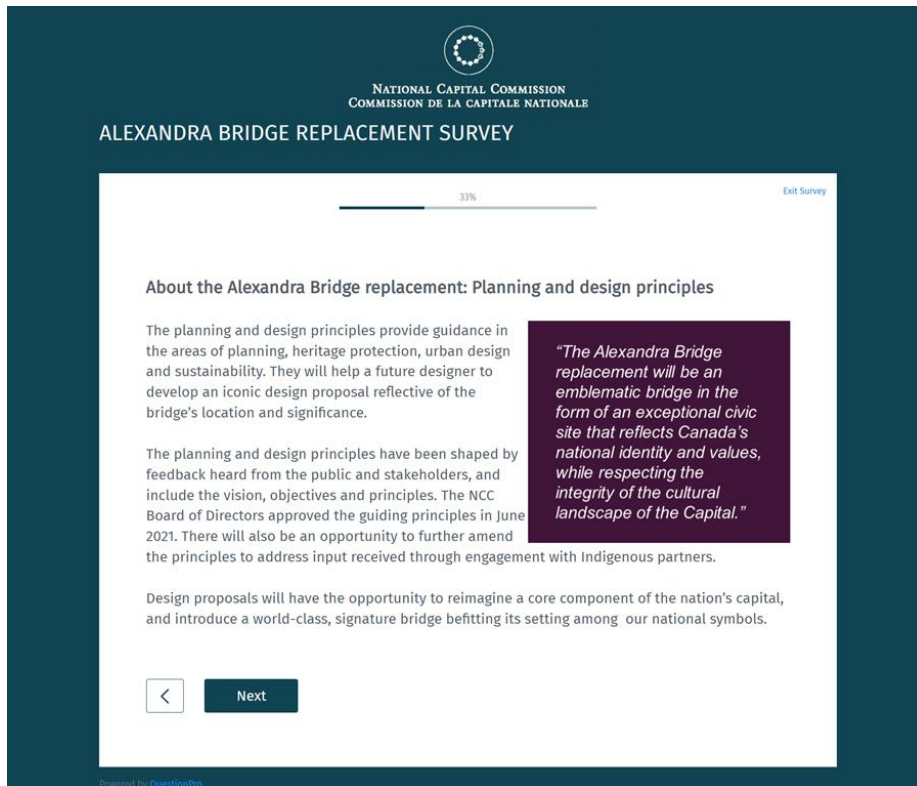 NATIONAL CAPITAL COMMISSION
COMMISSION DE LA CAPITALE NATIONALE
ALEXANDRA BRIDGE REPLACEMENT SURVEY
33%
Exit Survey
About the Alexandra Bridge replacement: Planning and design principles
The planning and design principles provide guidance in
the areas of planning, heritage protection, urban design
and sustainability. They will help a future designer to
develop an iconic design proposal reflective of the
bridge's location and significance.
The planning and design principles have been shaped by
feedback heard from the public and stakeholders, and
include the vision, objectives and principles. The NCC
Board of Directors approved the guiding principles in June
2021. There will also be an opportunity to further amend
the principles to address input received through engagement with Indigenous partners.
“The Alexandra Bridge
replacement will be an
emblematic bridge in the
form of an exceptional civic
site that reflects Canada’s
national identity and values,
while respecting the
integrity of the cultural
landscape of the Capital.”
Design proposals will have the opportunity to reimagine a core component of the nation's capital,
and introduce a world-class, signature bridge befitting its setting among our national symbols.
Next
Powered by QuestionPro